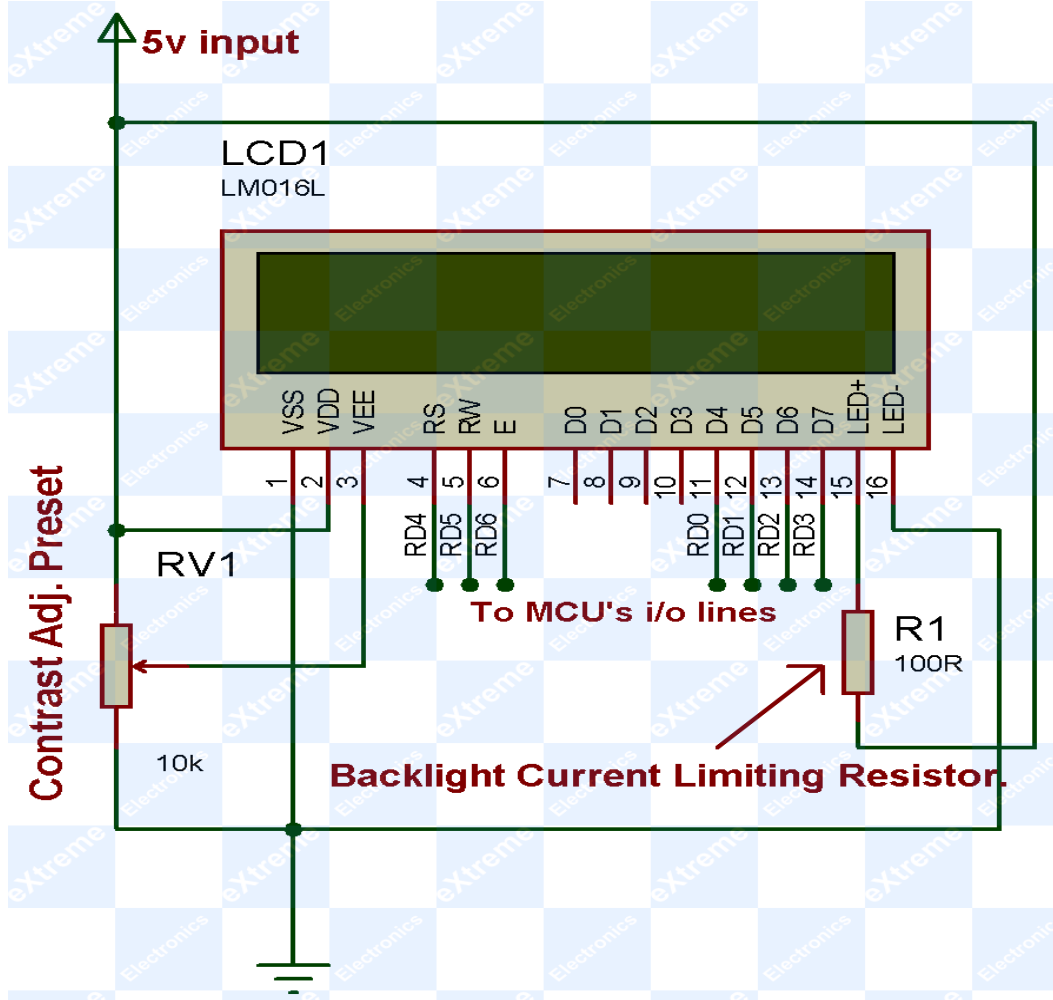 5v input
LCD1
LM016L
VSS
VDD
VEE
RS
RW
E
D0
D1
D2
D3
D4
D5
D6
D7
LED+
LED-
1
2
3
4
5
6
7
8
9
10
11
12
13
14
15
16
RD4
RD5
RD6
RD0
RD1
RD2
RD3
To MCU's i/o lines
Contrast Adj. Preset
RV1
10k
R1
100R
Backlight Current Limiting Resistor.
eXtreme
Electronics